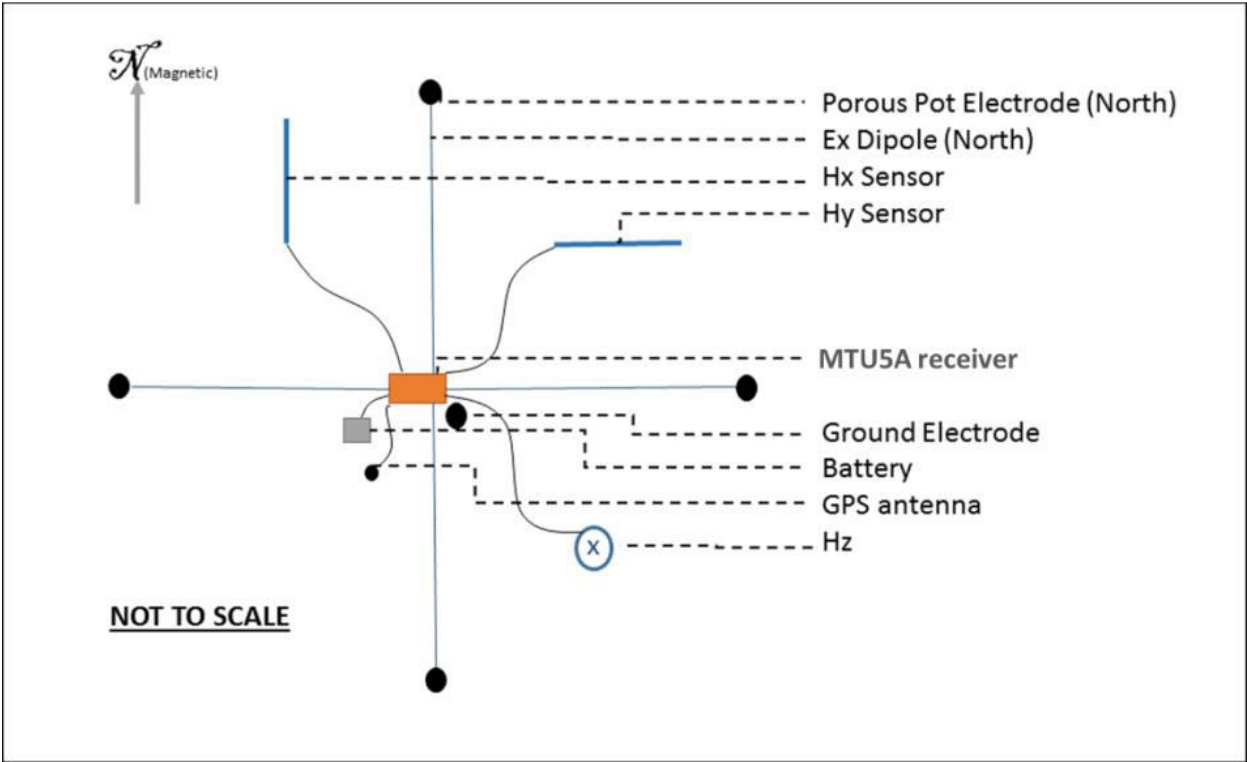 N (Magnetic)
Porous Pot Electrode (North)
Ex Dipole (North)
Hx Sensor
Hy Sensor
MTU5A receiver
Ground Electrode
Battery
GPS antenna
Hz
X
NOT TO SCALE